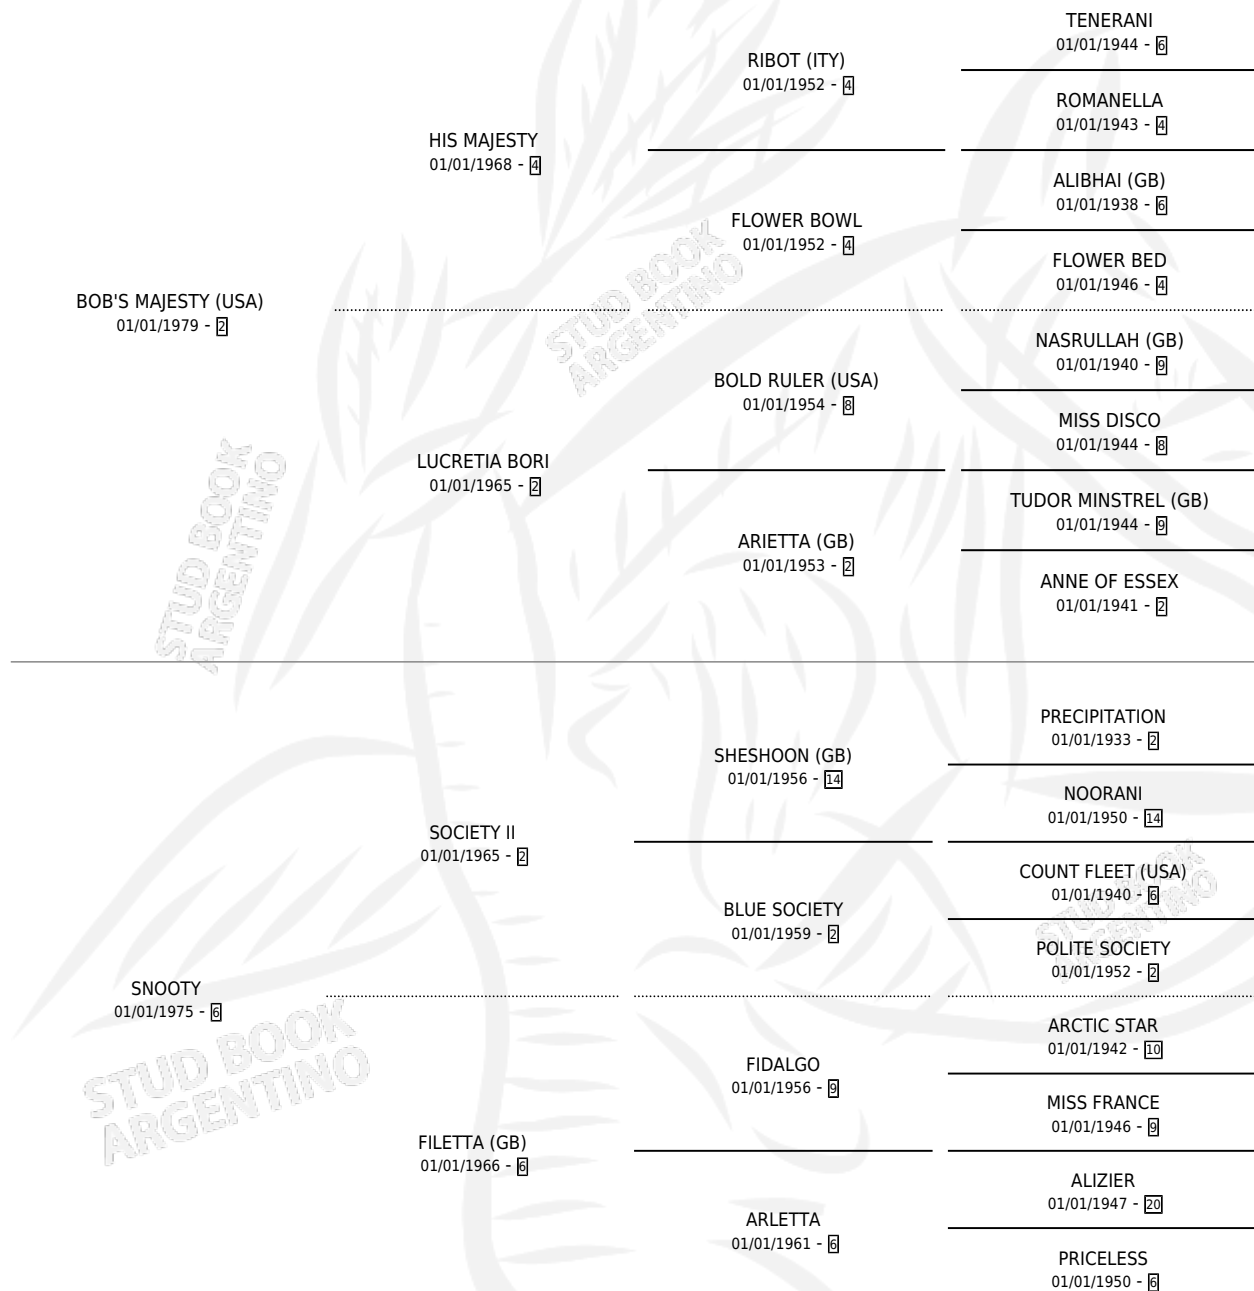 TENERANI
01/01/1944 - 6
RIBOT (ITY)
01/01/1952 - 4
ROMANELLA
01/01/1943 - 4
HIS MAJESTY
01/01/1968 - 4
ALIBHAI (GB)
01/01/1938 - 6
FLOWER BOWL
01/01/1952 - 4
FLOWER BED
01/01/1946 - 4
BOB'S MAJESTY (USA)
01/01/1979 - 2
NASRULLAH (GB)
01/01/1940 - 9
BOLD RULER (USA)
01/01/1954 - 8
MISS DISCO
01/01/1944 - 8
LUCRETIA BORI
01/01/1965 - 2
TUDOR MINSTREL (GB)
01/01/1944 - 9
ARIETTA (GB)
01/01/1953 - 2
ANNE OF ESSEX
01/01/1941 - 2
STUD BOOK
ARGENTINO
STUD BOOK
ARGENTINO
PRECIPITATION
01/01/1933 - 2
SHESHOON (GB)
01/01/1956 - 14
NOORANI
01/01/1950 - 14
SOCIETY II
01/01/1965 - 2
COUNT FLEET (USA)
01/01/1940 - 6
BLUE SOCIETY
01/01/1959 - 2
POLITE SOCIETY
01/01/1952 - 2
STUD BOOK
ARGENTINO
SNOOTY
01/01/1975 - 6
ARCTIC STAR
01/01/1942 - 10
FIDALGO
01/01/1956 - 9
MISS FRANCE
01/01/1946 - 9
FILETTA (GB)
01/01/1966 - 6
ALIZIER
01/01/1947 - 20
ARLETTA
01/01/1961 - 6
PRICELESS
01/01/1950 - 6
STUD BOOK
ARGENTINO